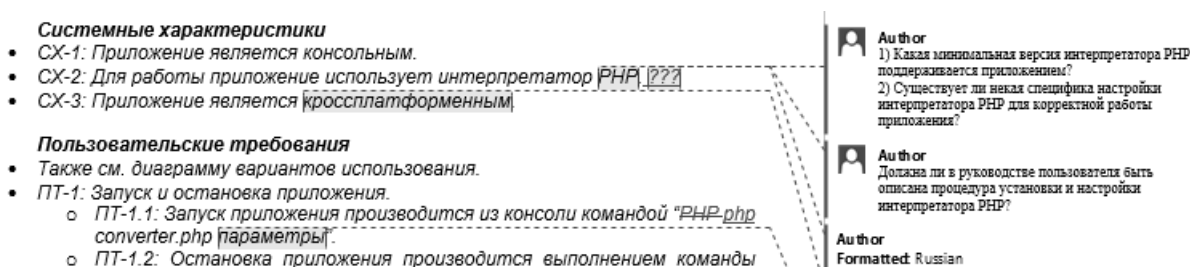 Системные характеристики
• СХ-1: Приложение является консольным.
• СХ-2: Для работы приложение использует интерпретатор PHP ???
• СХ-3: Приложение является кроссплатформенным.
Пользовательские требования
• Также см. диаграмму вариантов использования.
• ПТ-1: Запуск и остановка приложения.
o ПТ-1.1: Запуск приложения производится из консоли командой “PHP php
converter.php параметры”.
o ПТ-1.2: Остановка приложения производится выполнением команды
Author
1) Какая минимальная версия интерпретатора PHP
поддерживается приложением?
2) Существует ли некая специфика настройки
интерпретатора PHP для корректной работы
приложения?
Author
Должна ли в руководстве пользователя быть
описана процедура установки и настройки
интерпретатора PHP?
Author
Formatted: Russian